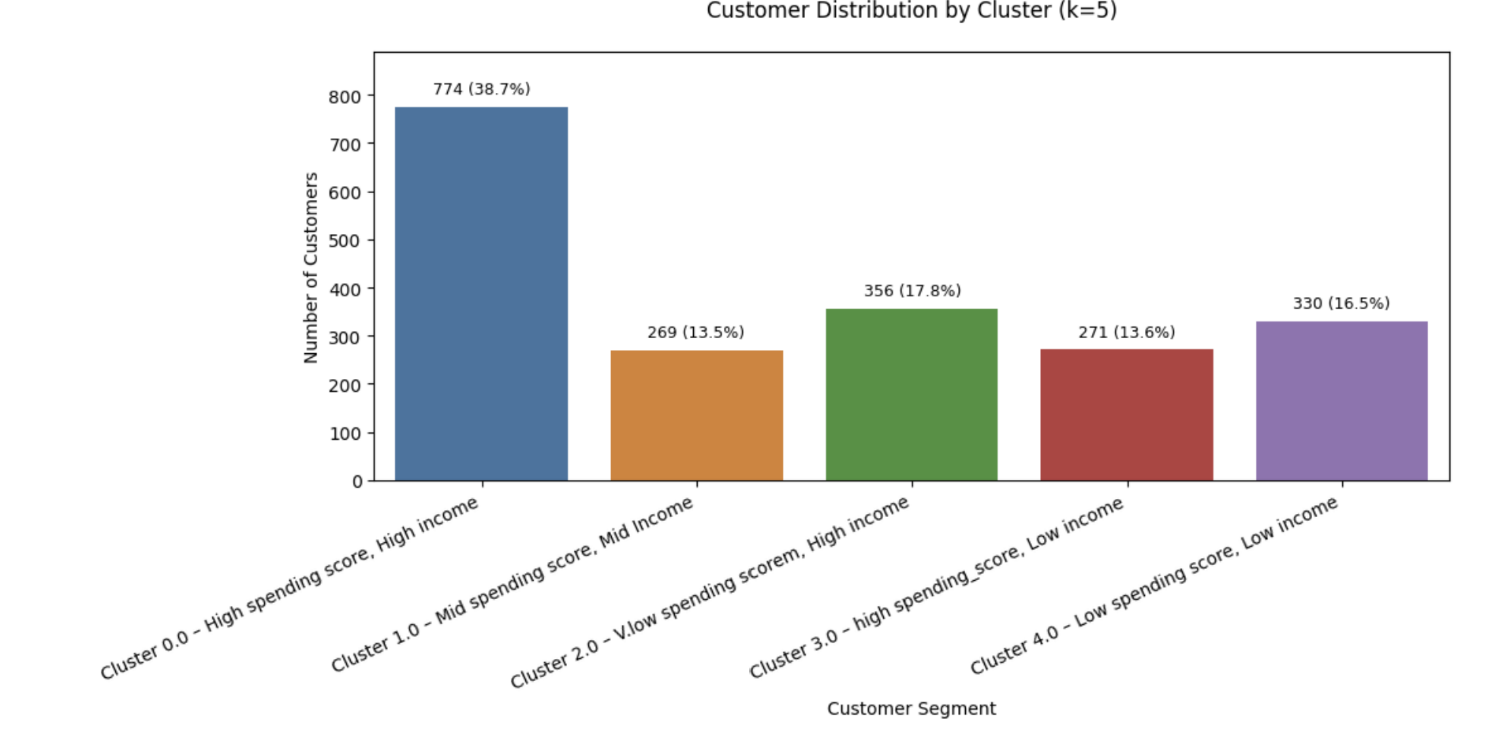 Customer Distribution by Cluster (k=5)
Number of Customers
800
700
600
500
400
300
200
100
0
774 (38.7%)
269 (13.5%)
356 (17.8%)
271 (13.6%)
330 (16.5%)
Cluster 0.0 – High spending score, High income
Cluster 1.0 – Mid spending score, Mid Income
Cluster 2.0 – V.low spending scorem, High income
Cluster 3.0 – high spending_score, Low income
Cluster 4.0 – Low spending score, Low income
Customer Segment